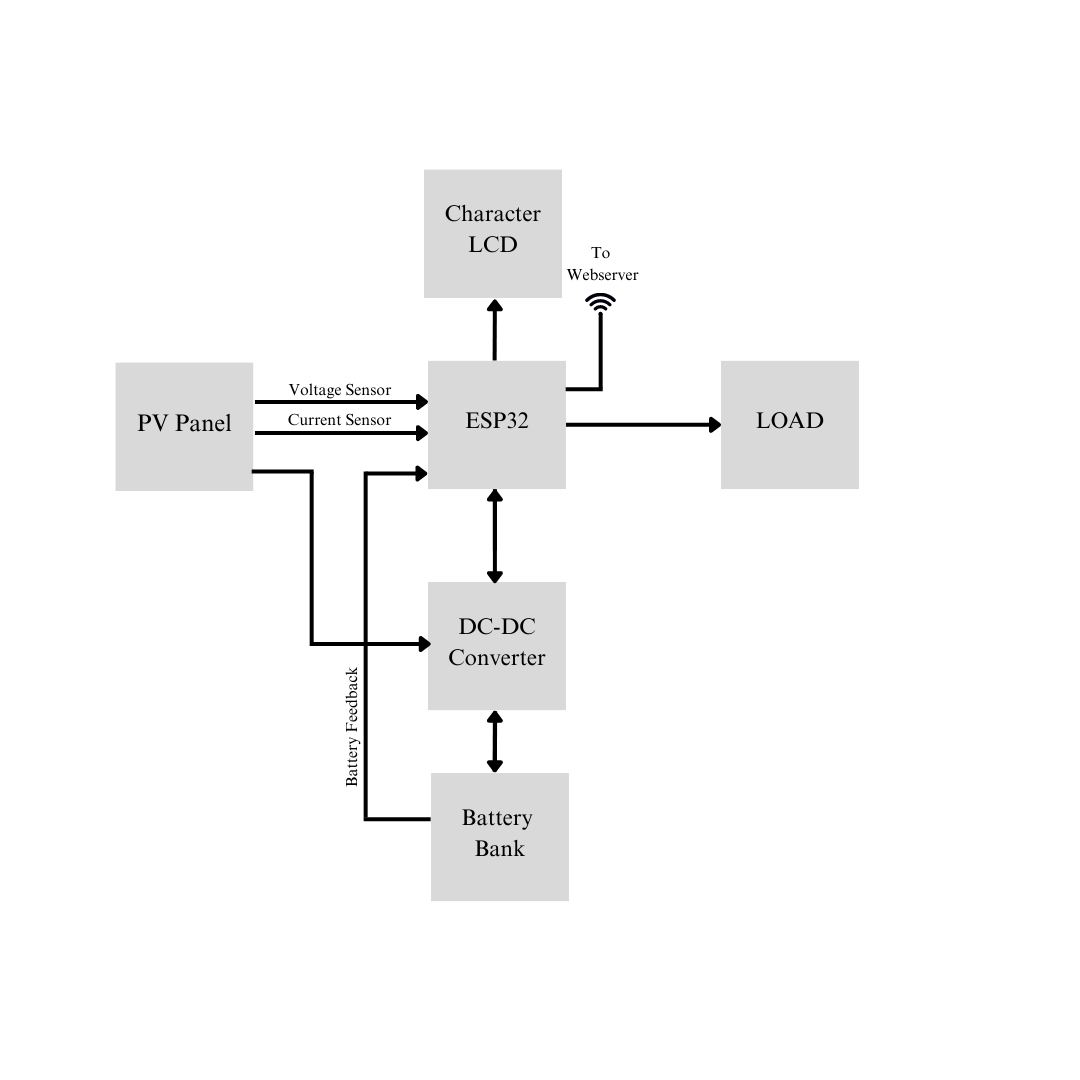 Character
LCD
To
Webserver
PV Panel
Voltage Sensor
Current Sensor
ESP32
LOAD
DC-DC
Converter
Battery Feedback
Battery
Bank